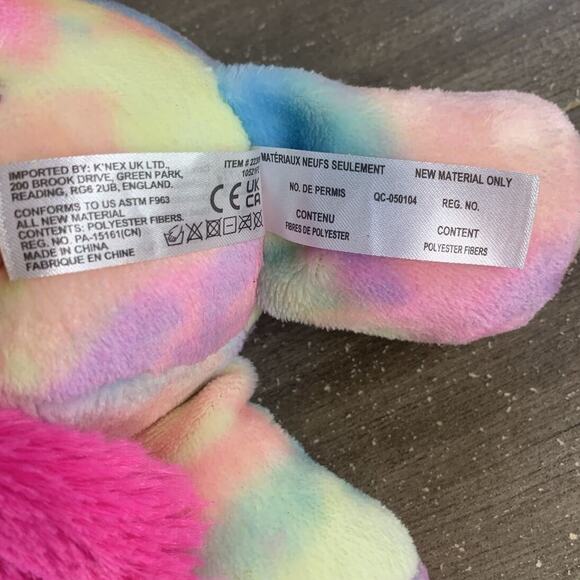 IMPORTED BY: K'NEX UK LTD.,
200 BROOK DRIVE, GREEN PARK,
READING, RG6 2UB, ENGLAND.
CONFORMS TO US ASTM F963
ALL NEW MATERIAL
CONTENTS: POLYESTER FIBERS.
REG. NO. PA-15161(CN)
MADE IN CHINA
FABRIQUE EN CHINE
ITEM #
CE UK
CA
MATÉRIAUX NEUFS SEULEMENT
NO. DE PERMIS
CONTENU
FIBRES DE POLYESTER
QC-050104
NEW MATERIAL ONLY
REG. NO.
CONTENT
POLYESTER FIBERS